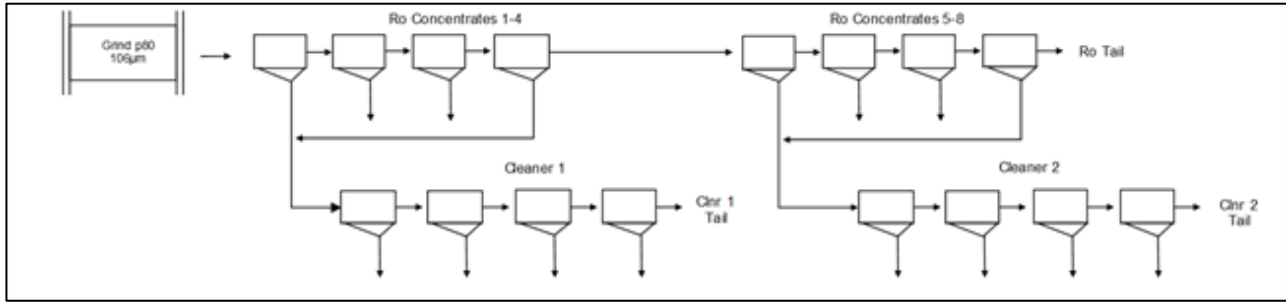 Ro Concentrates 1-4
Ro Concentrates 5-8
Grind p80
106µm
Ro Tail
Cleaner 1
Cleaner 2
Clnr 1
Tail
Clnr 2
Tail